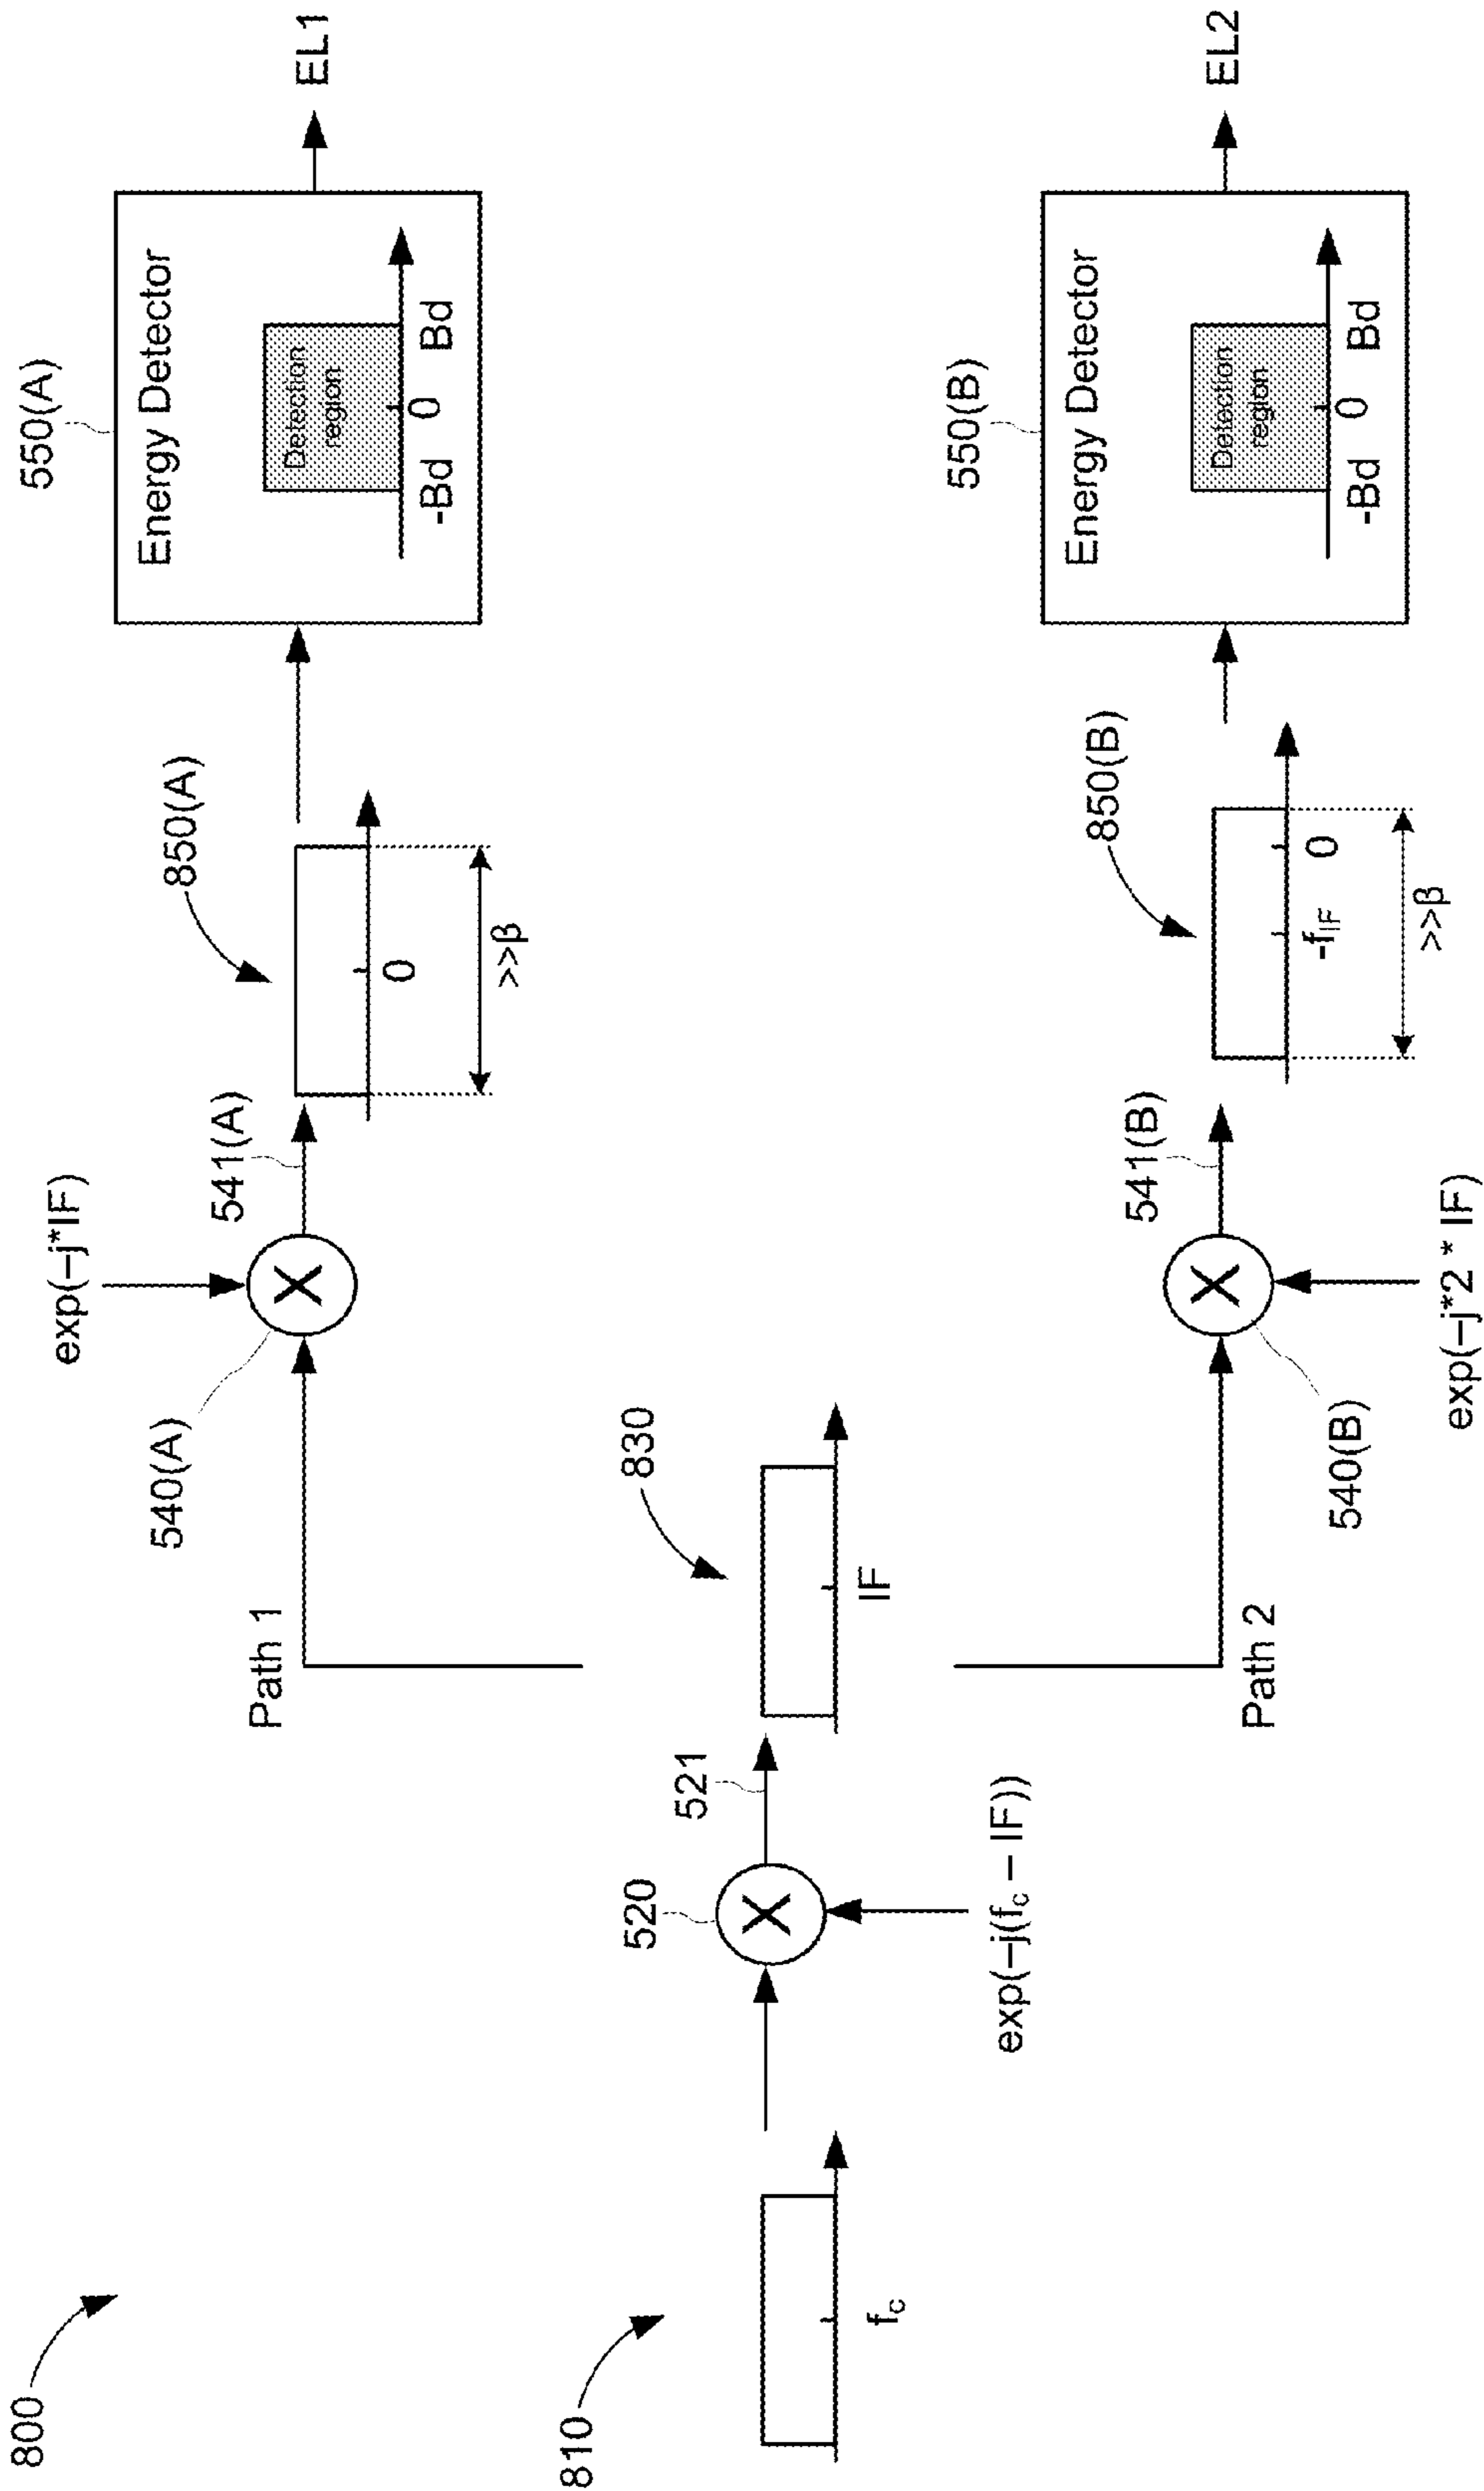 800
810
f_c
520
exp(–j(f_c – IF))
521
830
IF
Path 1
540(A)
exp(–j*IF)
541(A)
850(A)
0
>>β
550(A)
Energy Detector
Detection region
-Bd 0 Bd
EL1
Path 2
540(B)
exp(–j*2 * IF)
541(B)
850(B)
-f_IF 0
>>β
550(B)
Energy Detector
Detection region
-Bd 0 Bd
EL2